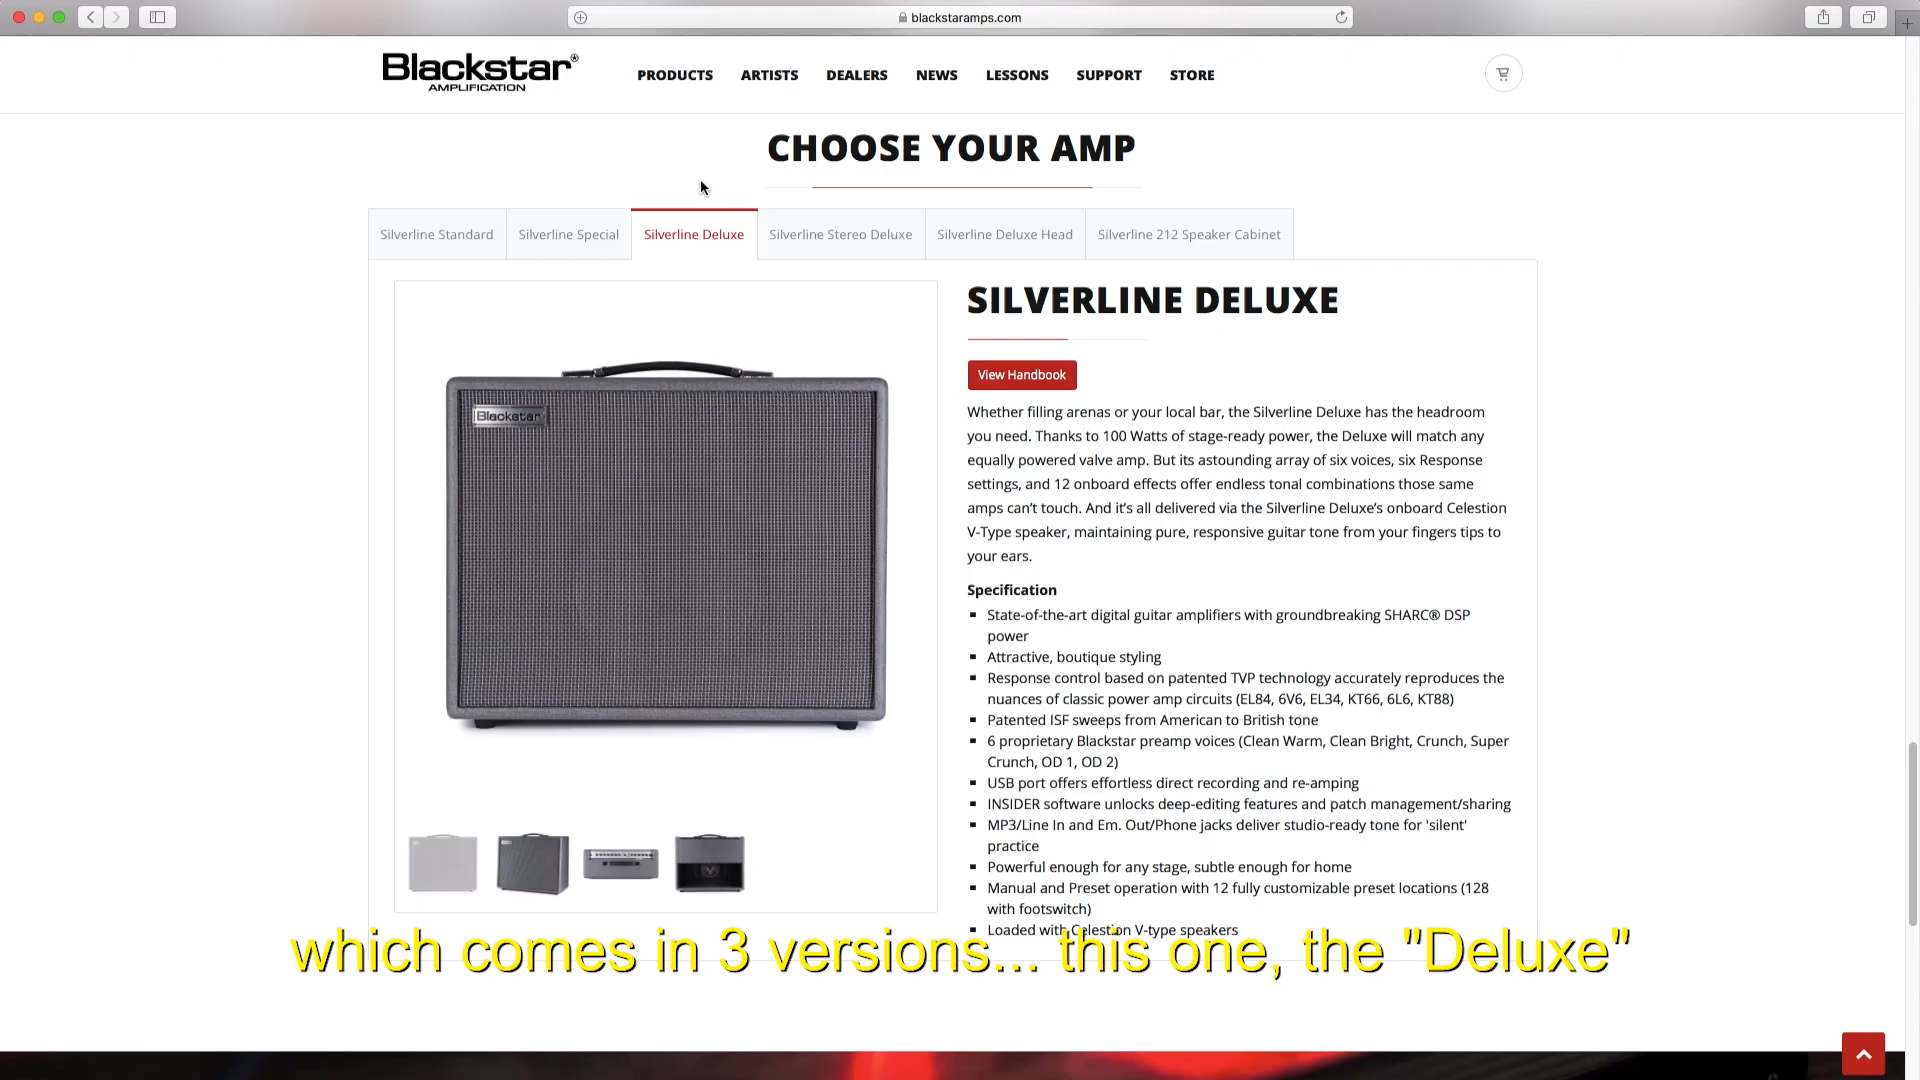 blackstaramps.com
Blackstar®
AMPLIFICATION
PRODUCTS ARTISTS DEALERS NEWS LESSONS SUPPORT STORE
CHOOSE YOUR AMP
Silverline Standard Silverline Special Silverline Deluxe Silverline Stereo Deluxe Silverline Deluxe Head Silverline 212 Speaker Cabinet
Blackstar
SILVERLINE DELUXE
View Handbook
Whether filling arenas or your local bar, the Silverline Deluxe has the headroom
you need. Thanks to 100 Watts of stage-ready power, the Deluxe will match any
equally powered valve amp. But its astounding array of six voices, six Response
settings, and 12 onboard effects offer endless tonal combinations those same
amps can’t touch. And it’s all delivered via the Silverline Deluxe’s onboard Celestion
V-Type speaker, maintaining pure, responsive guitar tone from your fingers tips to
your ears.
Specification
State-of-the-art digital guitar amplifiers with groundbreaking SHARC® DSP
power
Attractive, boutique styling
Response control based on patented TVP technology accurately reproduces the
nuances of classic power amp circuits (EL84, 6V6, EL34, KT66, 6L6, KT88)
Patented ISF sweeps from American to British tone
6 proprietary Blackstar preamp voices (Clean Warm, Clean Bright, Crunch, Super
Crunch, OD 1, OD 2)
USB port offers effortless direct recording and re-amping
INSIDER software unlocks deep-editing features and patch management/sharing
MP3/Line In and Em. Out/Phone jacks deliver studio-ready tone for 'silent'
practice
Powerful enough for any stage, subtle enough for home
Manual and Preset operation with 12 fully customizable preset locations (128
with footswitch)
Loaded with Celestion V-type speakers
which comes in 3 versions... this one, the "Deluxe"